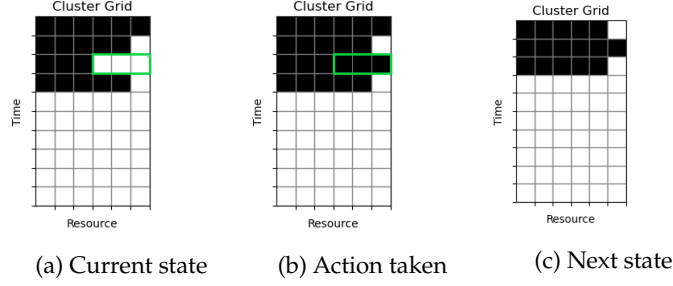 Cluster Grid
Cluster Grid
Cluster Grid
Time
Time
Time
Resource
Resource
Resource
(a) Current state
(b) Action taken
(c) Next state